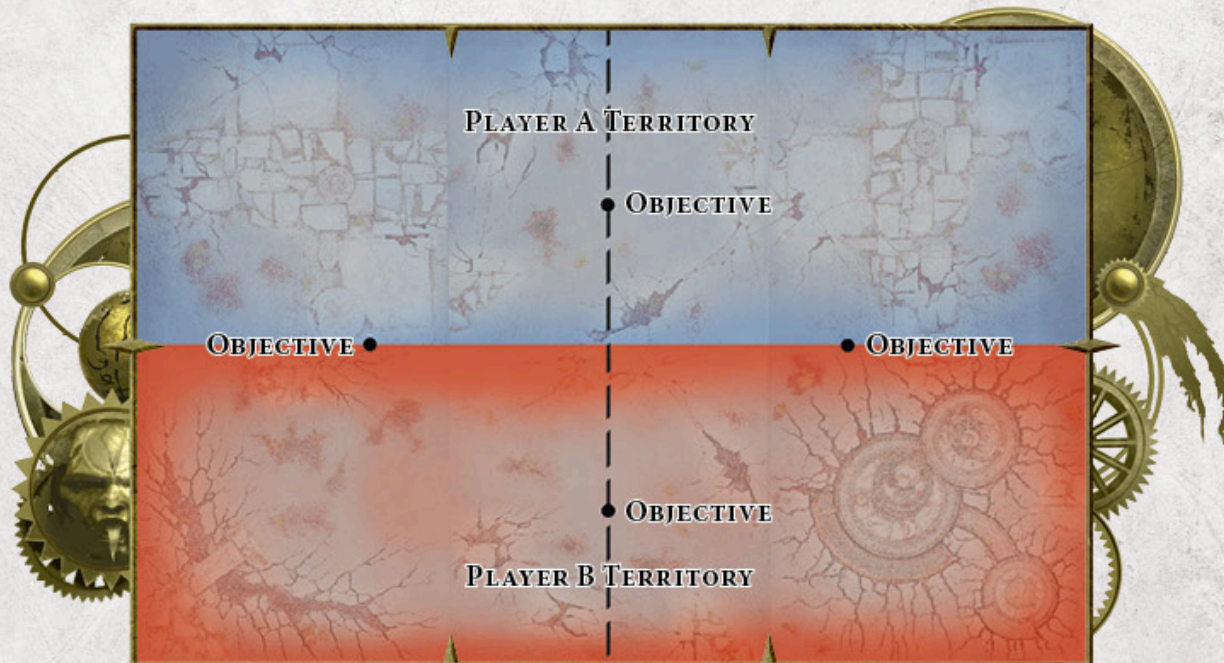 Player A Territory
Objective
Objective
Objective
Objective
Player B Territory